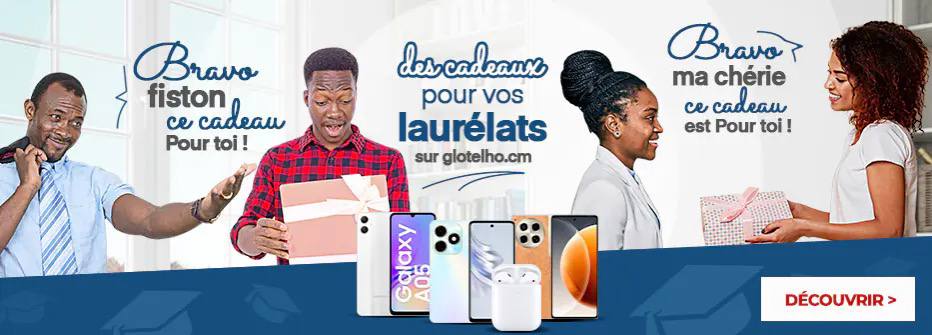 Bravo
fiston
ce cadeau
Pour toi !
des cadeaux
pour vos
laurélats
sur glotelho.cm
Bravo
ma chérie
ce cadeau
est Pour toi !
Galaxy
A05
DÉCOUVRIR >